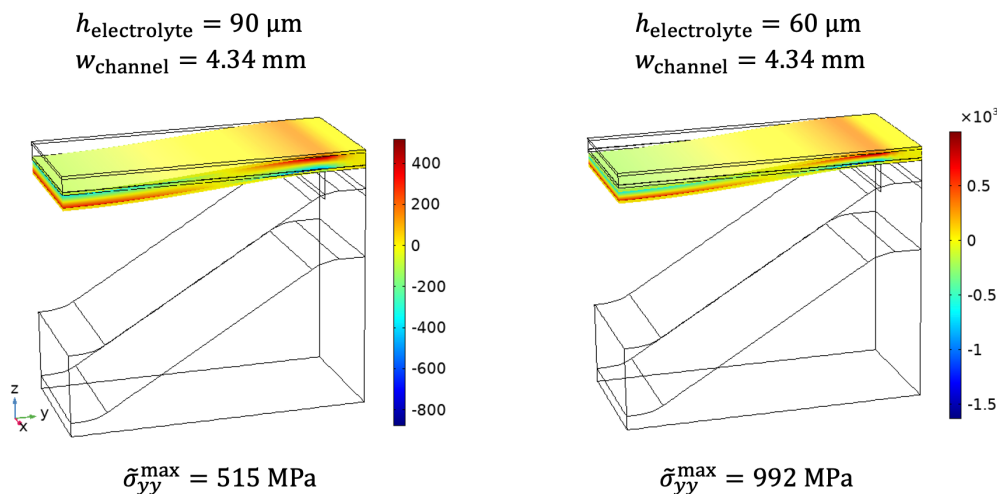 h_electrolyte = 90 μm
w_channel = 4.34 mm
400
200
0
-200
-400
-600
-800
z
y
x
σ̃_yy^max = 515 MPa
h_electrolyte = 60 μm
w_channel = 4.34 mm
×10³
0.5
0
-0.5
-1
-1.5
σ̃_yy^max = 992 MPa